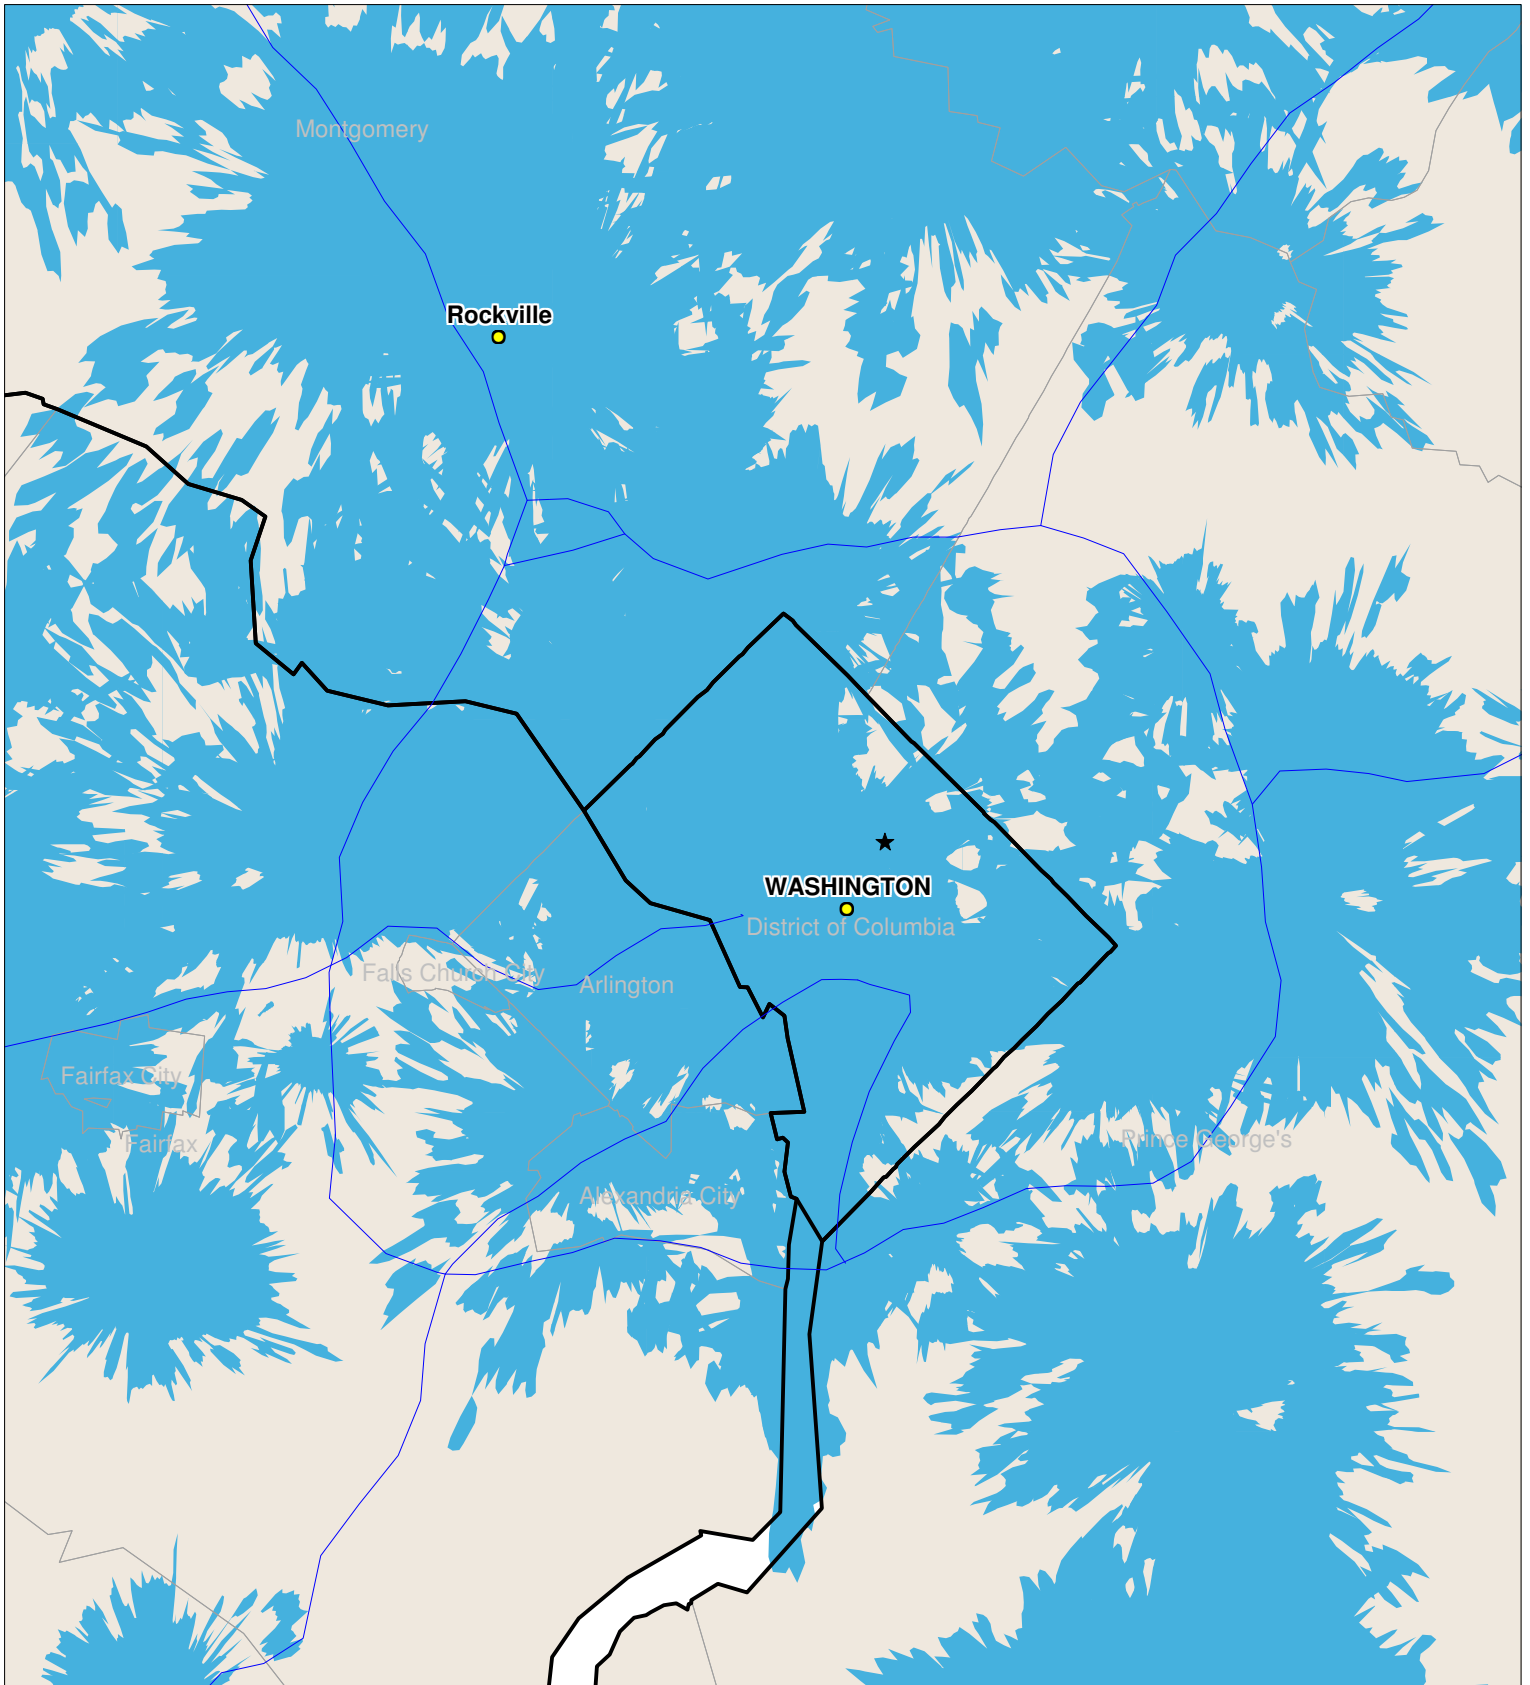 Montgomery
Rockville
WASHINGTON
District of Columbia
Falls Church City
Arlington
Fairfax City
Fairfax
Prince George's
Alexandria City